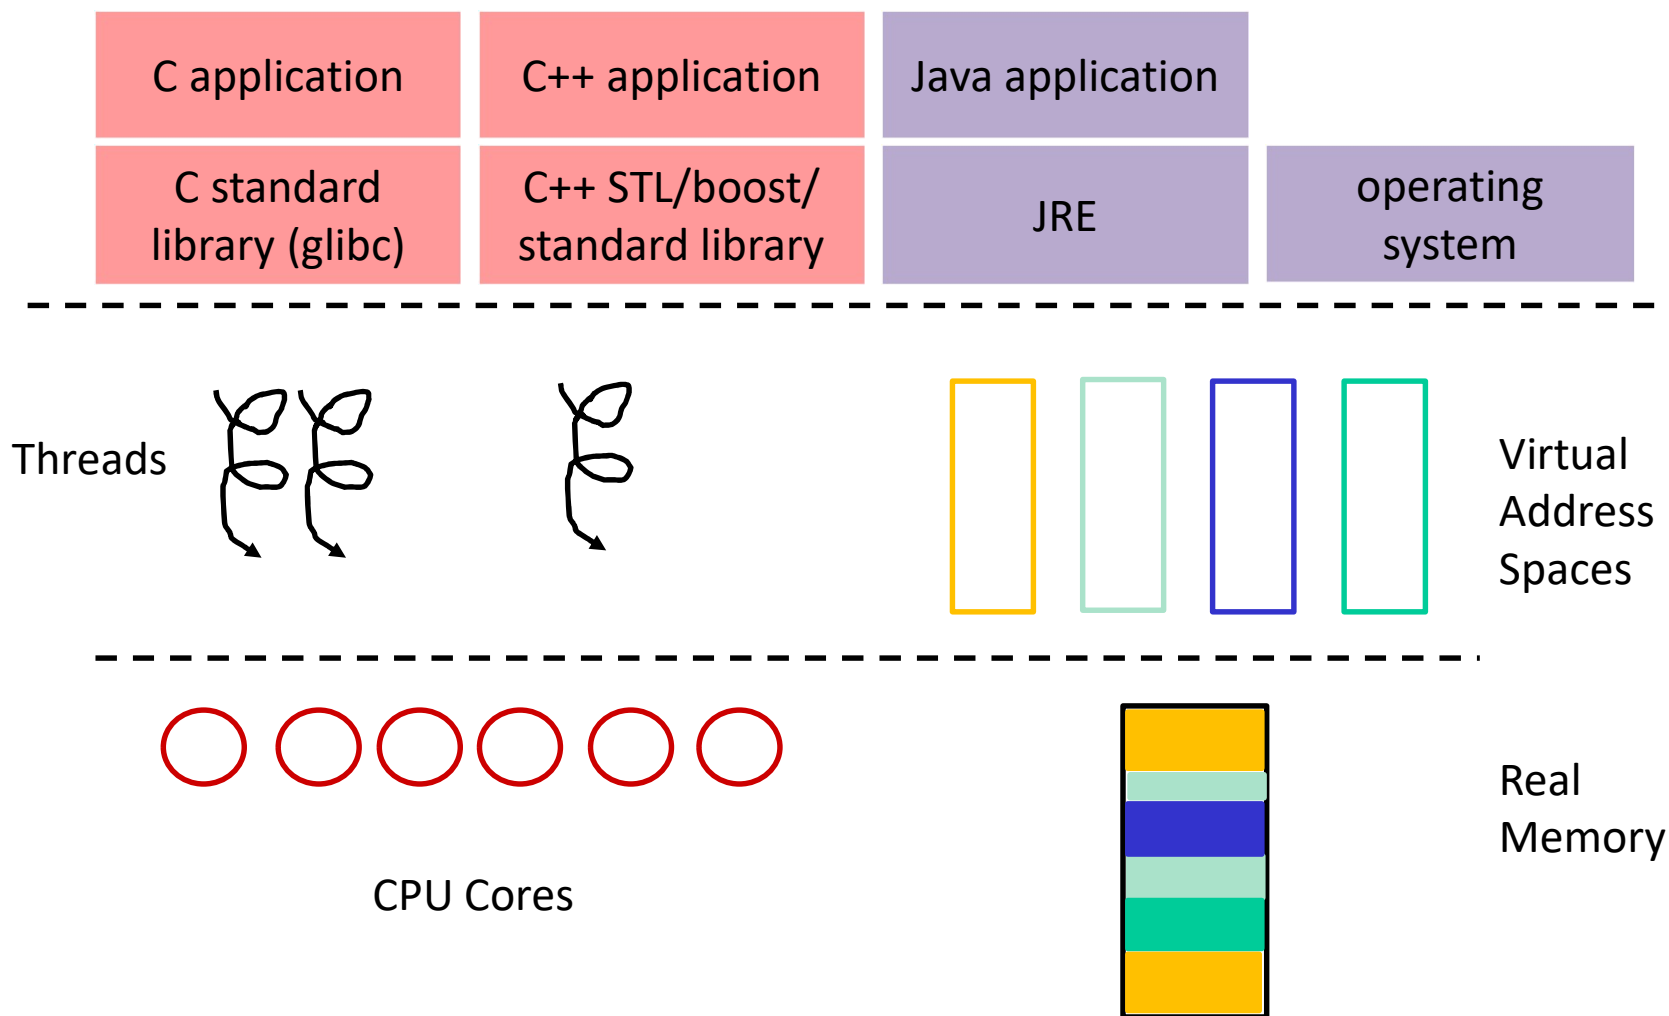 C application
C++ application
Java application
C standard
library (glibc)
C++ STL/boost/
standard library
JRE
operating
system
Threads
Virtual
Address
Spaces
Real
Memory
CPU Cores